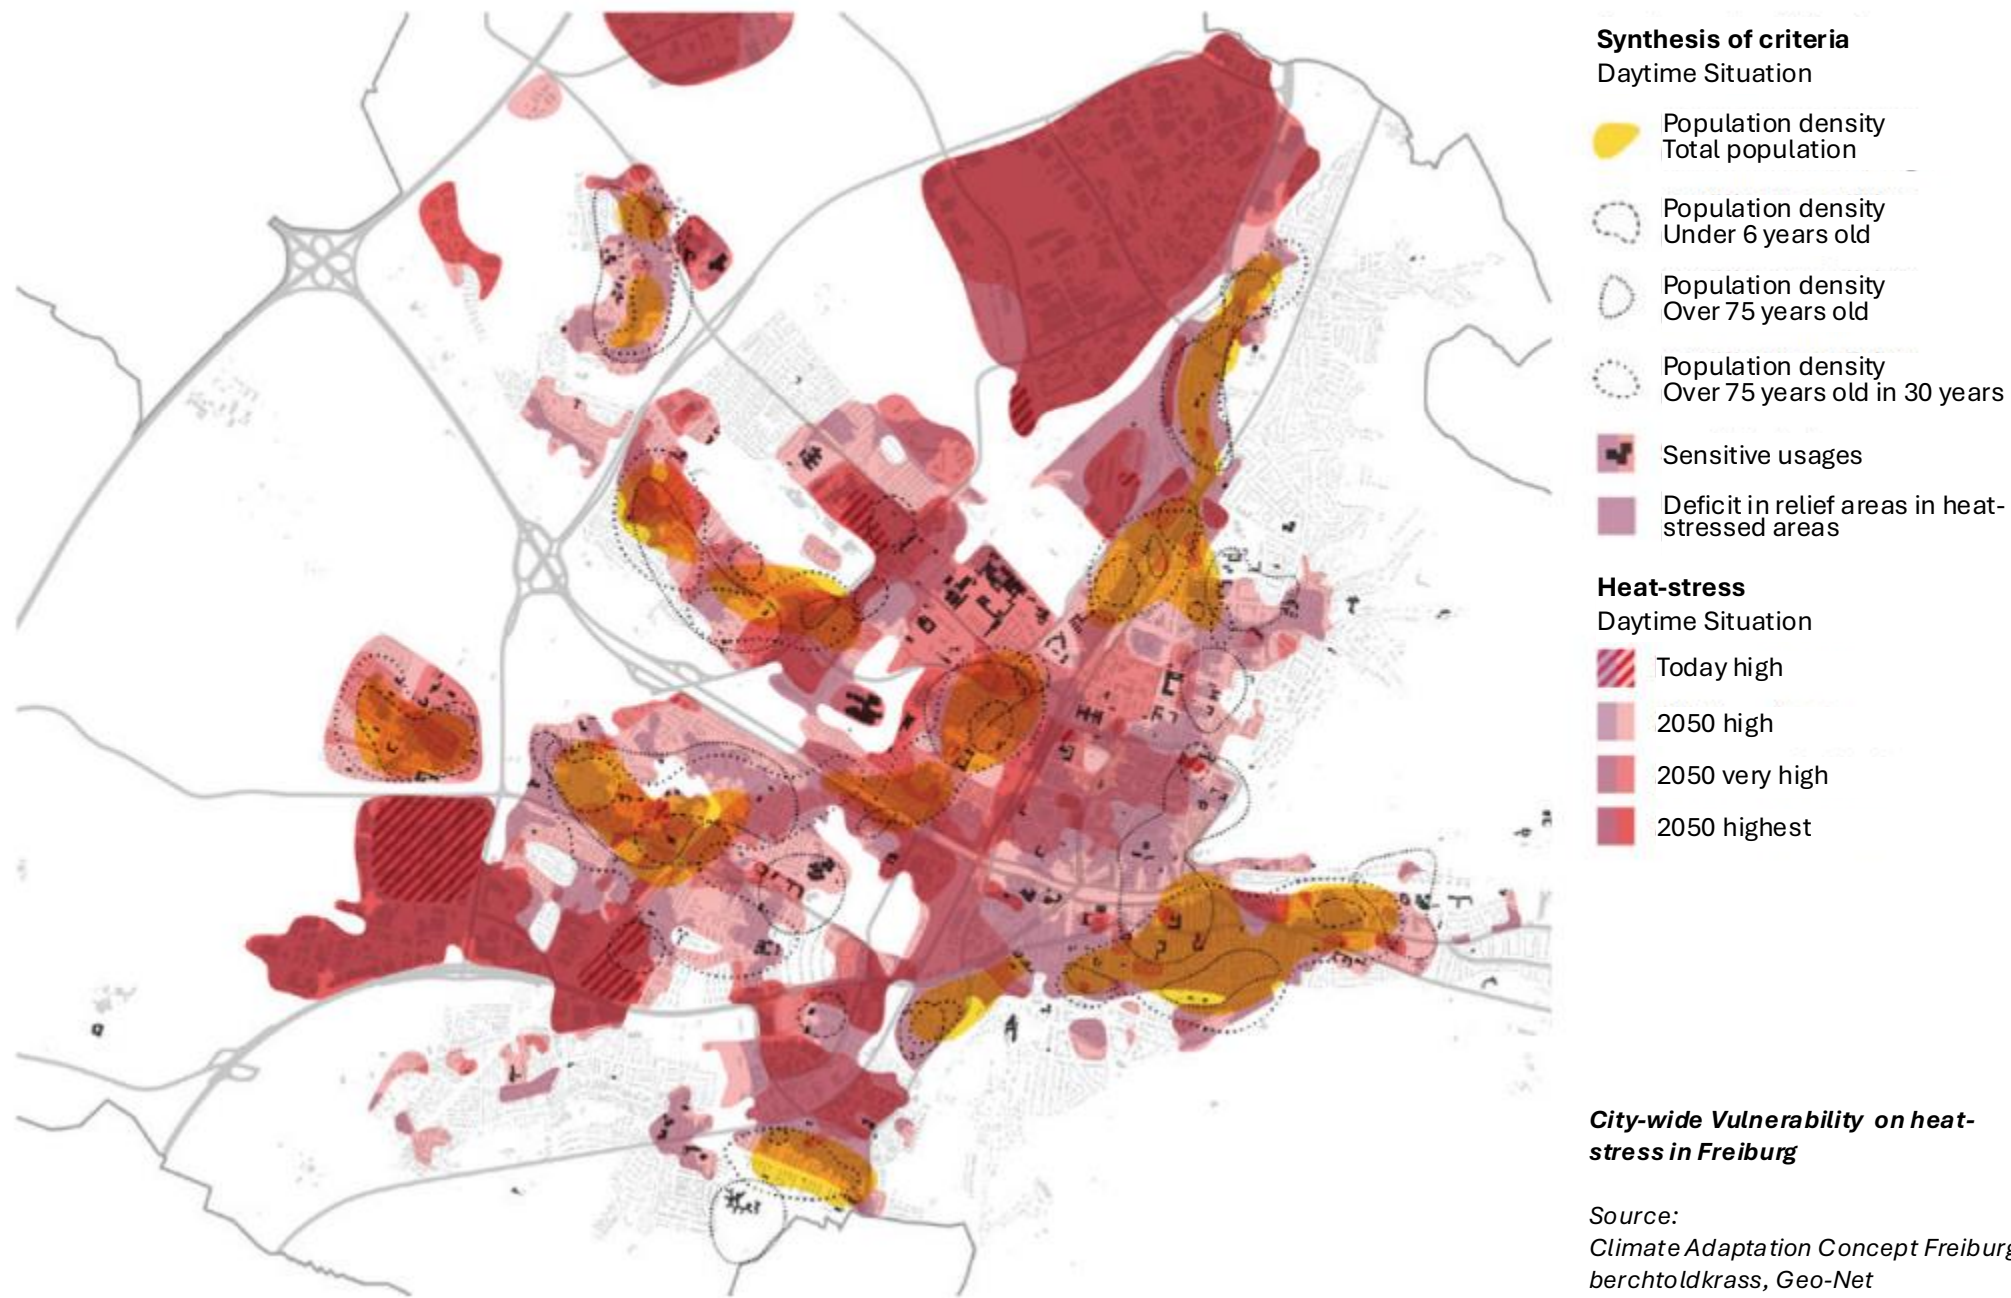 Synthesis of criteria
Daytime Situation
Population density
Total population
Population density
Under 6 years old
Population density
Over 75 years old
Population density
Over 75 years old in 30 years
Sensitive usages
Deficit in relief areas in heat-
stressed areas
Heat-stress
Daytime Situation
Today high
2050 high
2050 very high
2050 highest
City-wide Vulnerability on heat-
stress in Freiburg
Source:
Climate Adaptation Concept Freiburg
berchtoldkrass, Geo-Net